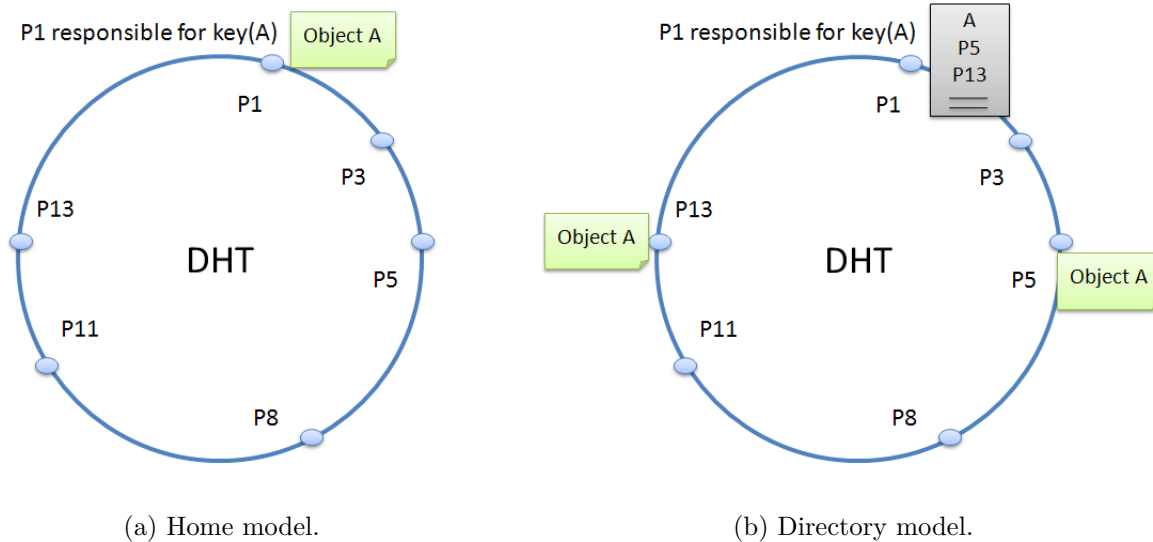 P1 responsible for key(A)
Object A
P1
P3
P13
DHT
P5
P11
P8
(a) Home model.
P1 responsible for key(A)
A
P5
P13
P1
P3
P13
Object A
DHT
P5
Object A
P11
P8
(b) Directory model.